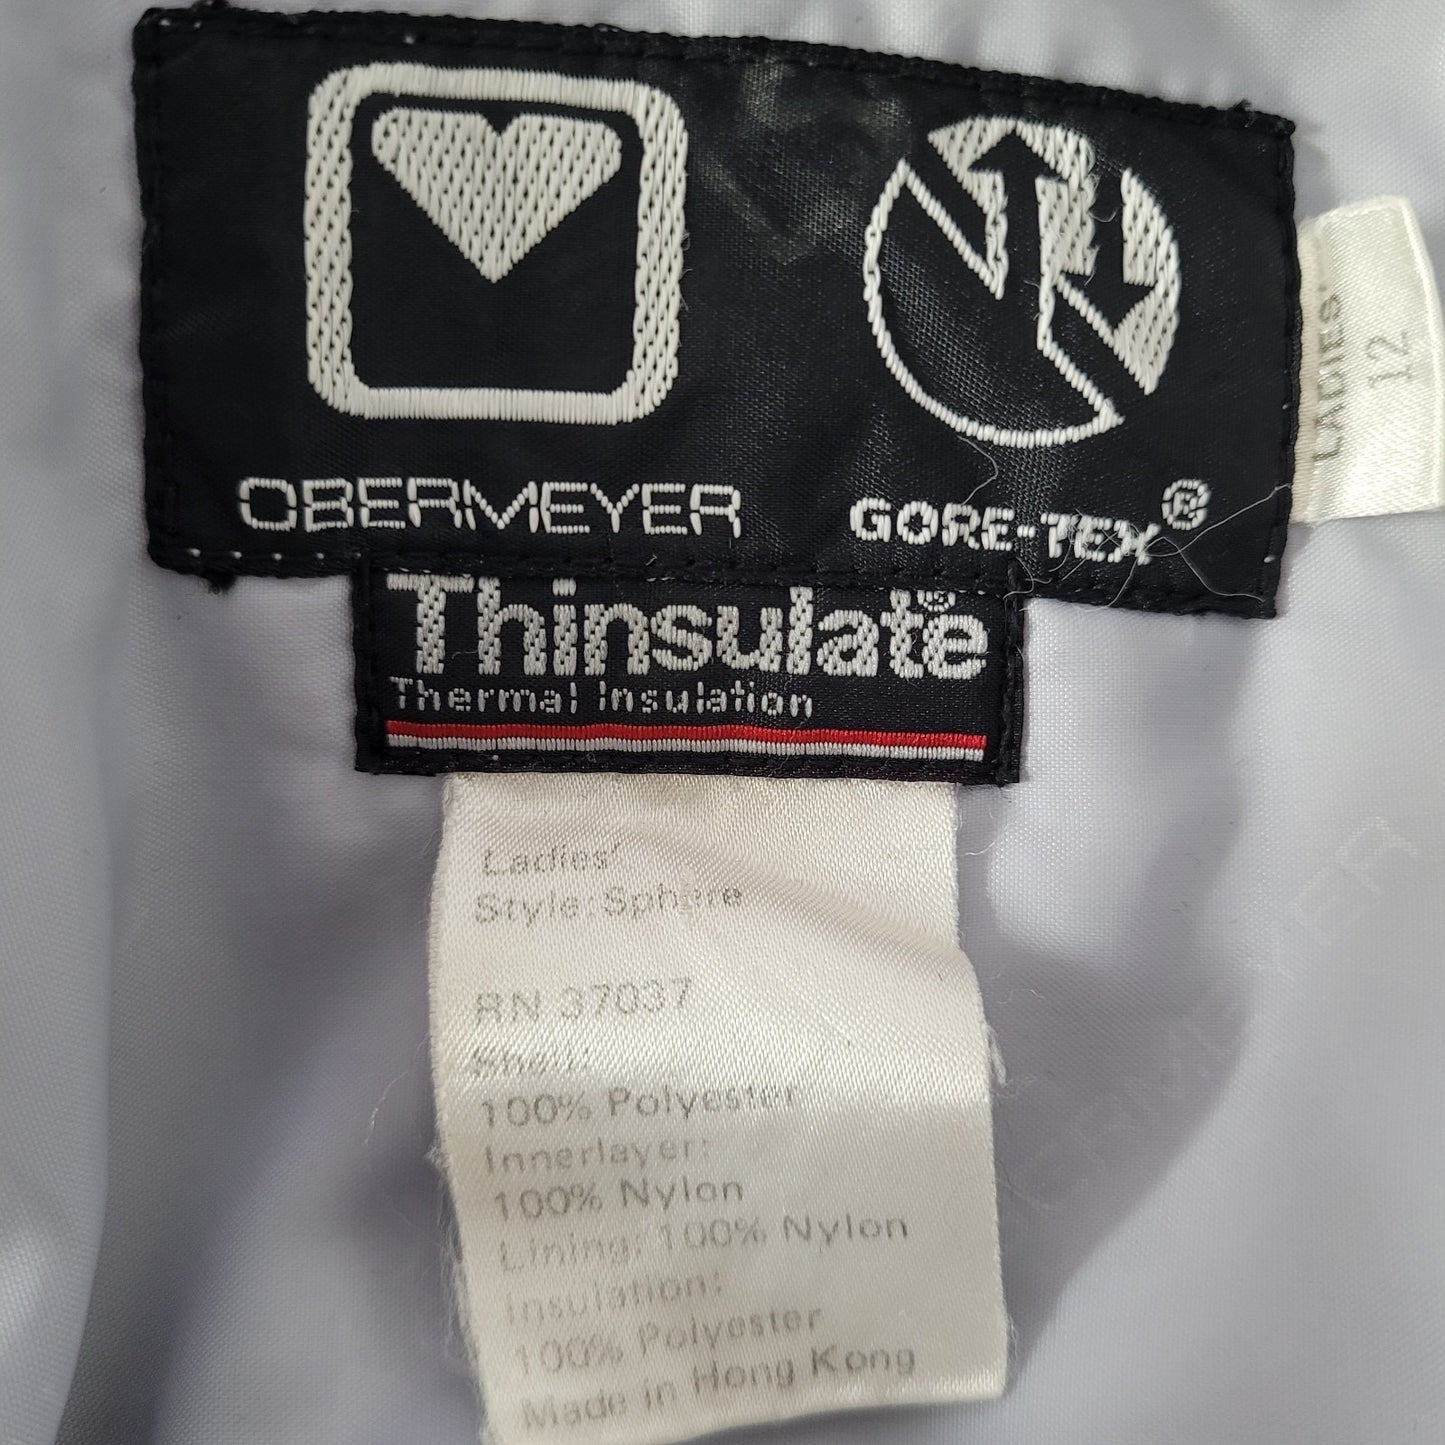 OBERMEYER
GORE-TEX®
LADIES'
12
Thinsulate®
Thermal Insulation
Ladies'
Style: Sphere
RN 37037
Shell:
100% Polyester
Innerlayer:
100% Nylon
Lining: 100% Nylon
Insulation:
100% Polyester
Made in Hong Kong